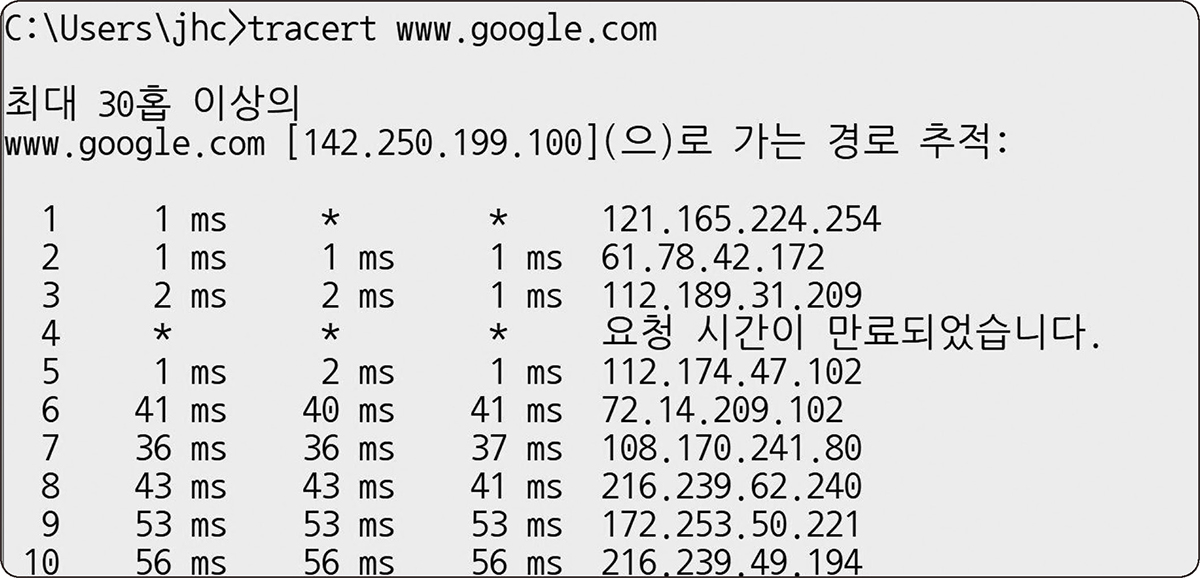 C:\Users\jhc>tracert www.google.com
최대 30홉 이상의
www.google.com [142.250.199.100](으)로 가는 경로 추적:
1 1 ms * * 121.165.224.254
2 1 ms 1 ms 1 ms 61.78.42.172
3 2 ms 2 ms 1 ms 112.189.31.209
4 * * * 요청 시간이 만료되었습니다.
5 1 ms 2 ms 1 ms 112.174.47.102
6 41 ms 40 ms 41 ms 72.14.209.102
7 36 ms 36 ms 37 ms 108.170.241.80
8 43 ms 43 ms 41 ms 216.239.62.240
9 53 ms 53 ms 53 ms 172.253.50.221
10 56 ms 56 ms 56 ms 216.239.49.194